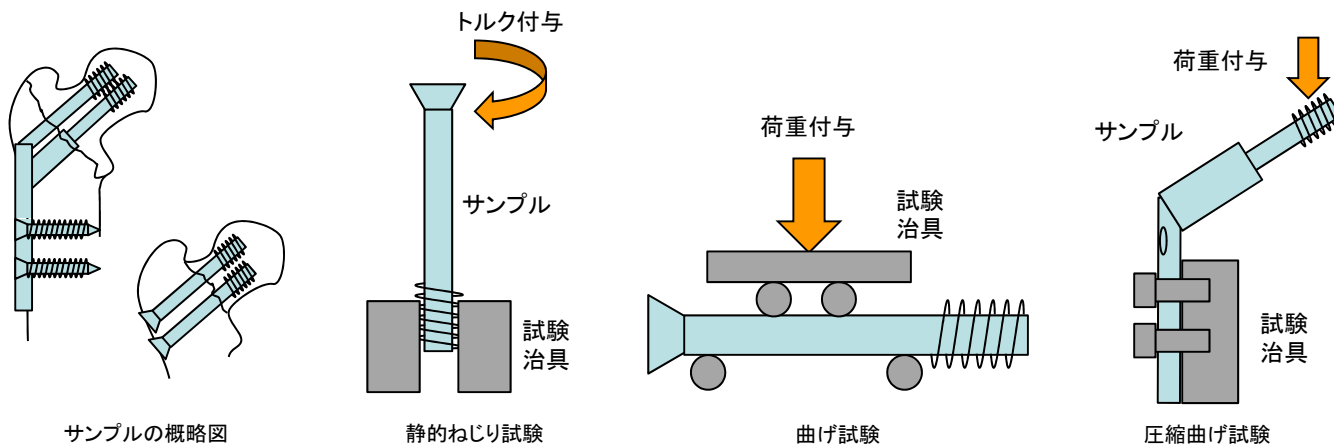 サンプルの概略図
トルク付与
サンプル
試験
治具
静的ねじり試験
荷重付与
試験
治具
曲げ試験
荷重付与
サンプル
試験
治具
圧縮曲げ試験